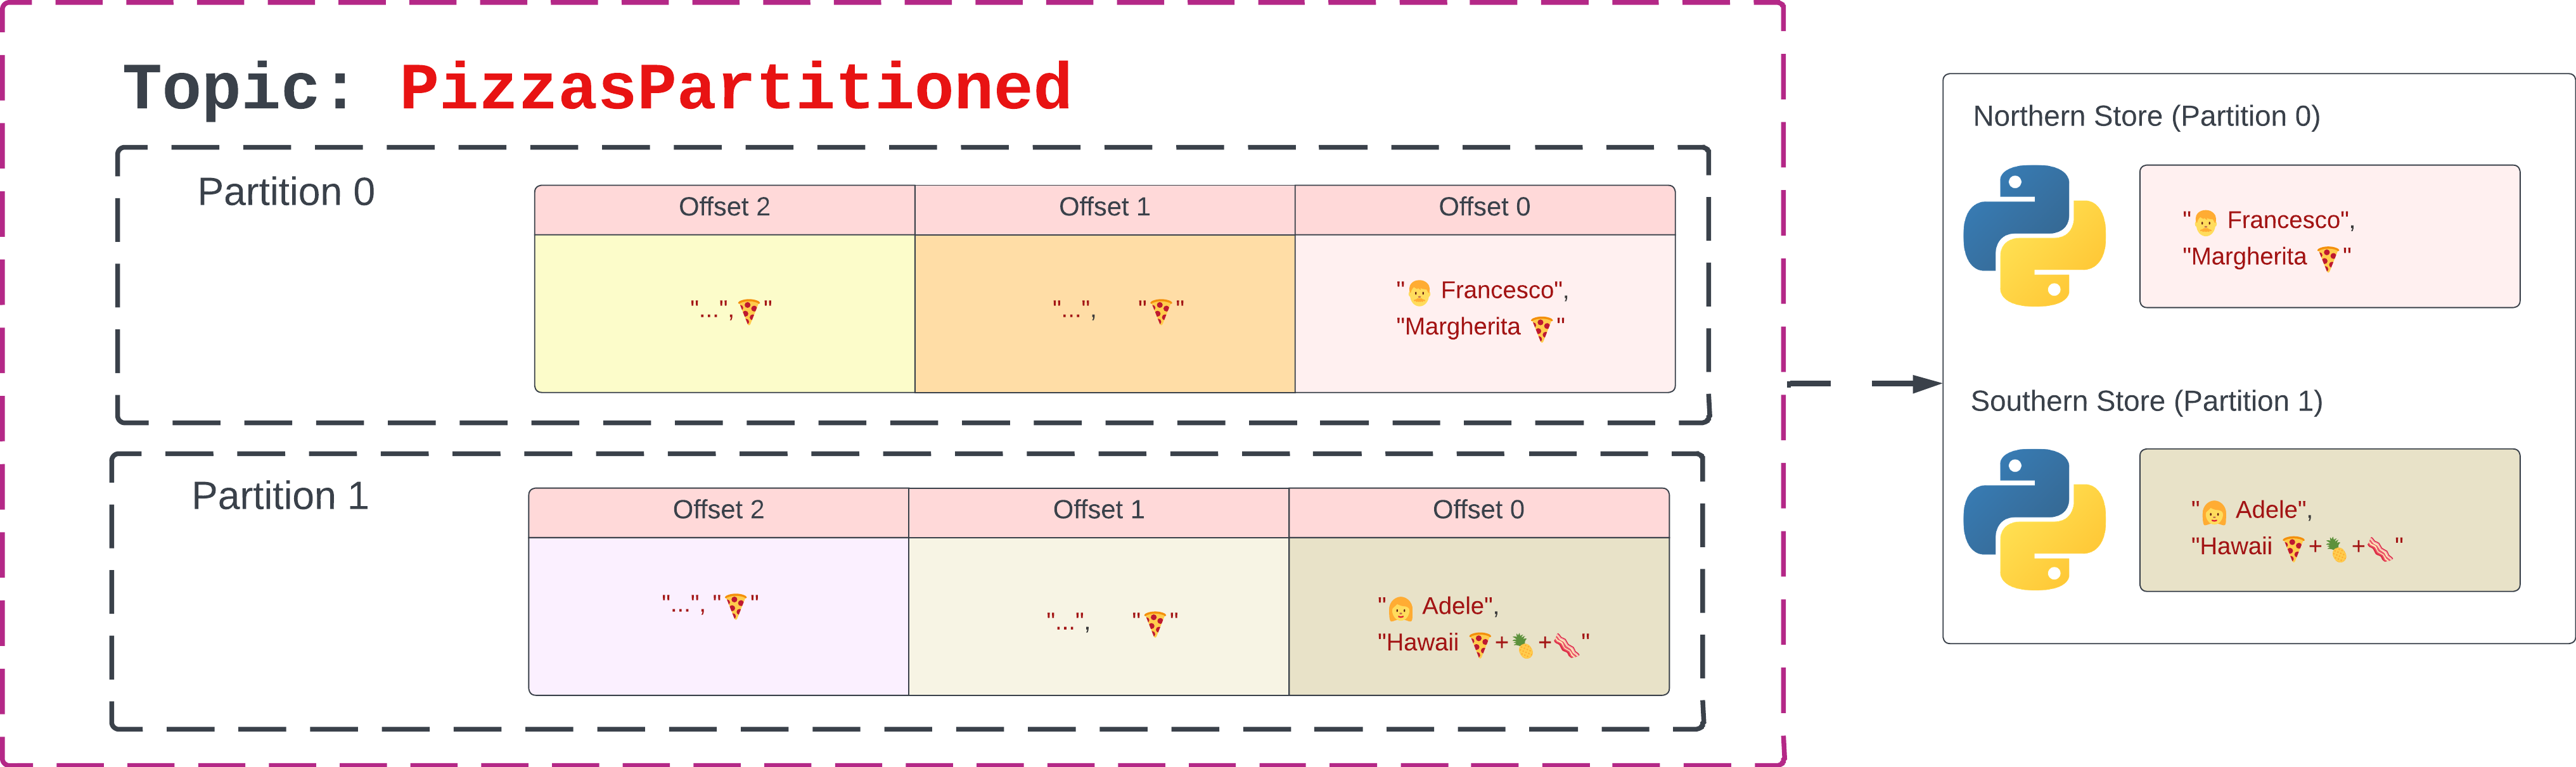 Topic: PizzasPartitioned
Partition 0
Offset 2
Offset 1
Offset 0
"...",🍕"
"...", "🍕"
"👨 Francesco",
"Margherita 🍕"
Partition 1
Offset 2
Offset 1
Offset 0
"...", "🍕"
"...", "🍕"
"👩 Adele",
"Hawaii 🍕+🍍+🥓"
Northern Store (Partition 0)
"👨 Francesco",
"Margherita 🍕"
Southern Store (Partition 1)
"👩 Adele",
"Hawaii 🍕+🍍+🥓"